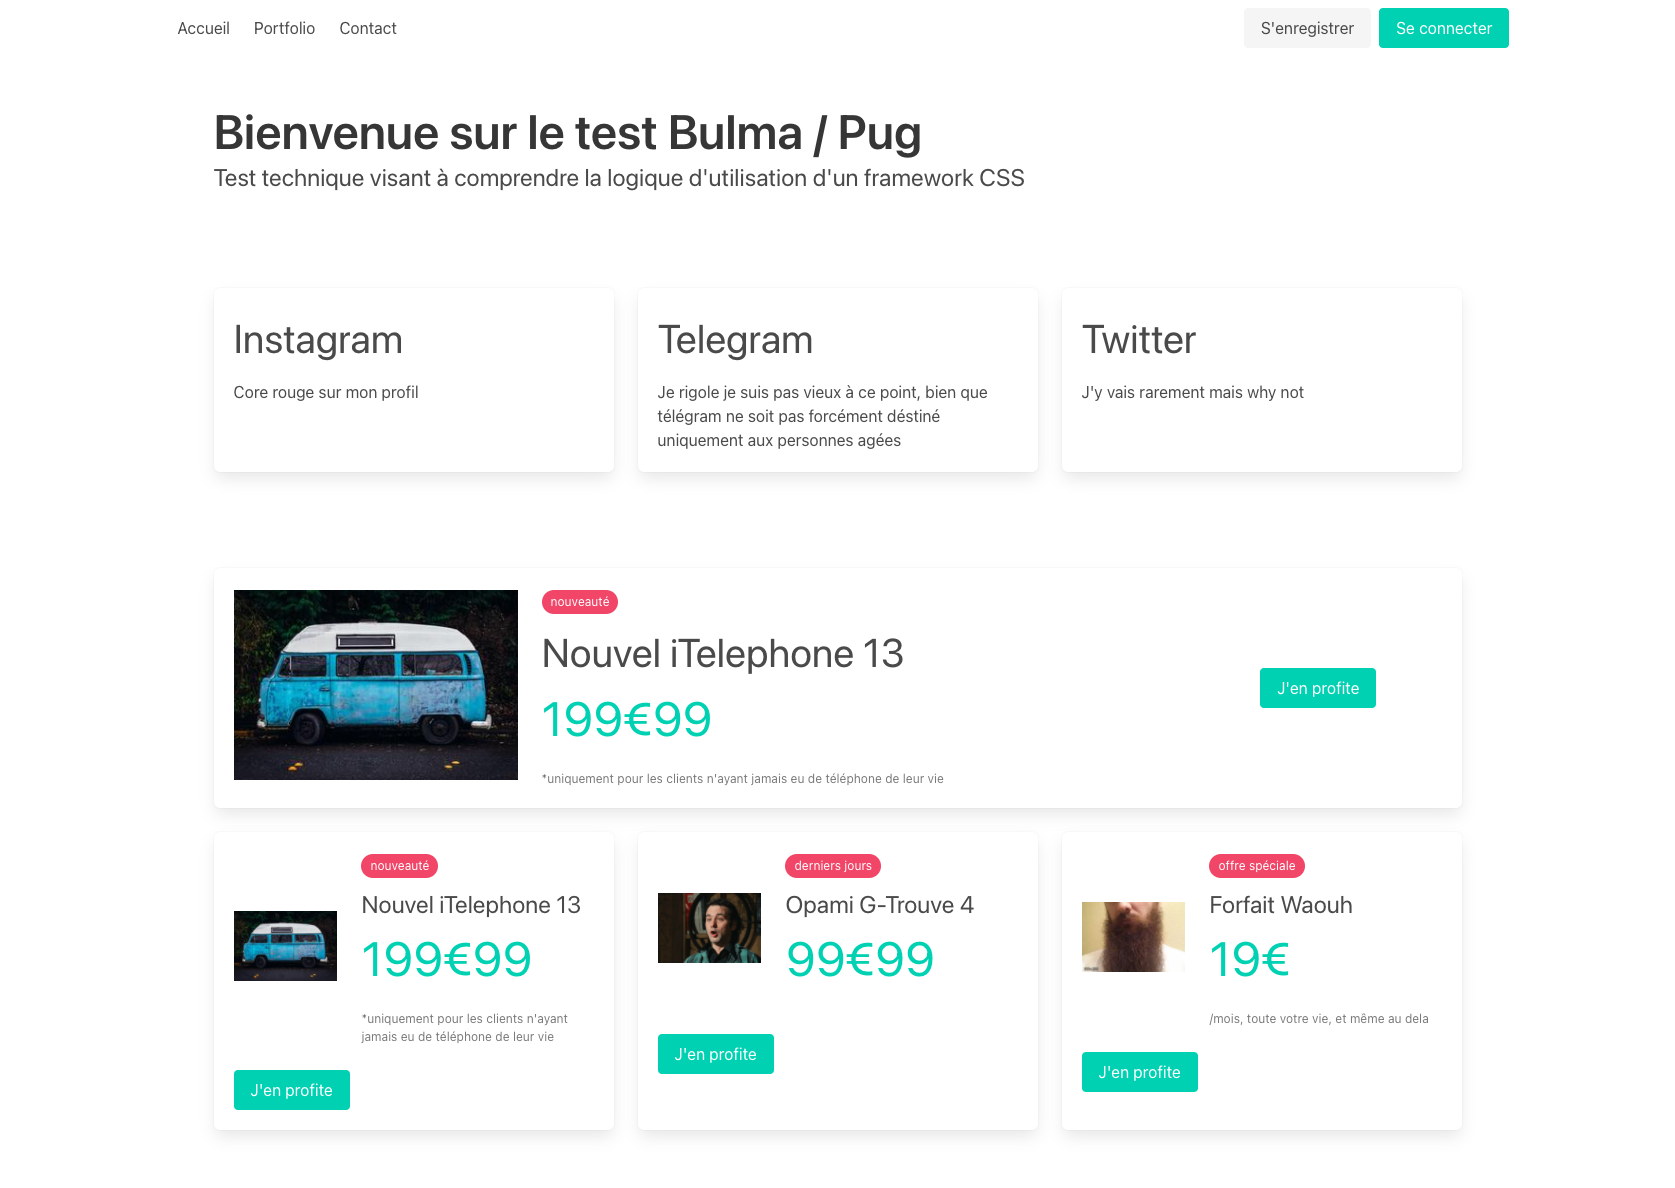 Accueil Portfolio Contact S'enregistrer Se connecter
Bienvenue sur le test Bulma / Pug
Test technique visant à comprendre la logique d'utilisation d'un framework CSS
Instagram
Core rouge sur mon profil
Telegram
Je rigole je suis pas vieux à ce point, bien que
télégram ne soit pas forcément déstiné
uniquement aux personnes agées
Twitter
J'y vais rarement mais why not
nouveauté
Nouvel iTelephone 13
199€99
*uniquement pour les clients n'ayant jamais eu de téléphone de leur vie
J'en profite
nouveauté
Nouvel iTelephone 13
199€99
*uniquement pour les clients n'ayant
jamais eu de téléphone de leur vie
J'en profite
derniers jours
Opami G-Trouve 4
99€99
J'en profite
offre spéciale
Forfait Waouh
19€
/mois, toute votre vie, et même au dela
J'en profite